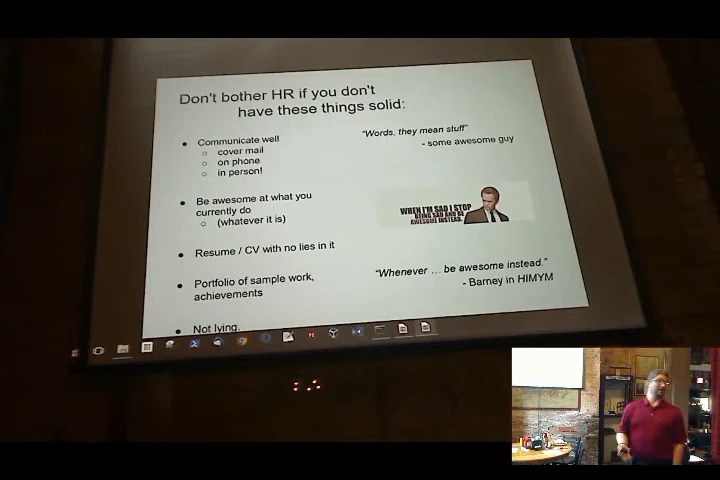 Don't bother HR if you don't
have these things solid:
Communicate well
cover mail
on phone
in person!
Be awesome at what you
currently do
(whatever it is)
Resume / CV with no lies in it
Portfolio of sample work,
achievements
Not lying.
"Words, they mean stuff"
- some awesome guy
WHEN I'M SAD I STOP
BEING SAD AND BE
AWESOME INSTEAD.
"Whenever ... be awesome instead."
- Barney in HIMYM